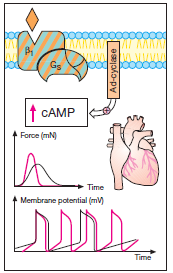 β1
Gs
Ad-cyclase
+
cAMP
Force (mN)
Time
Membrane potential (mV)
Time